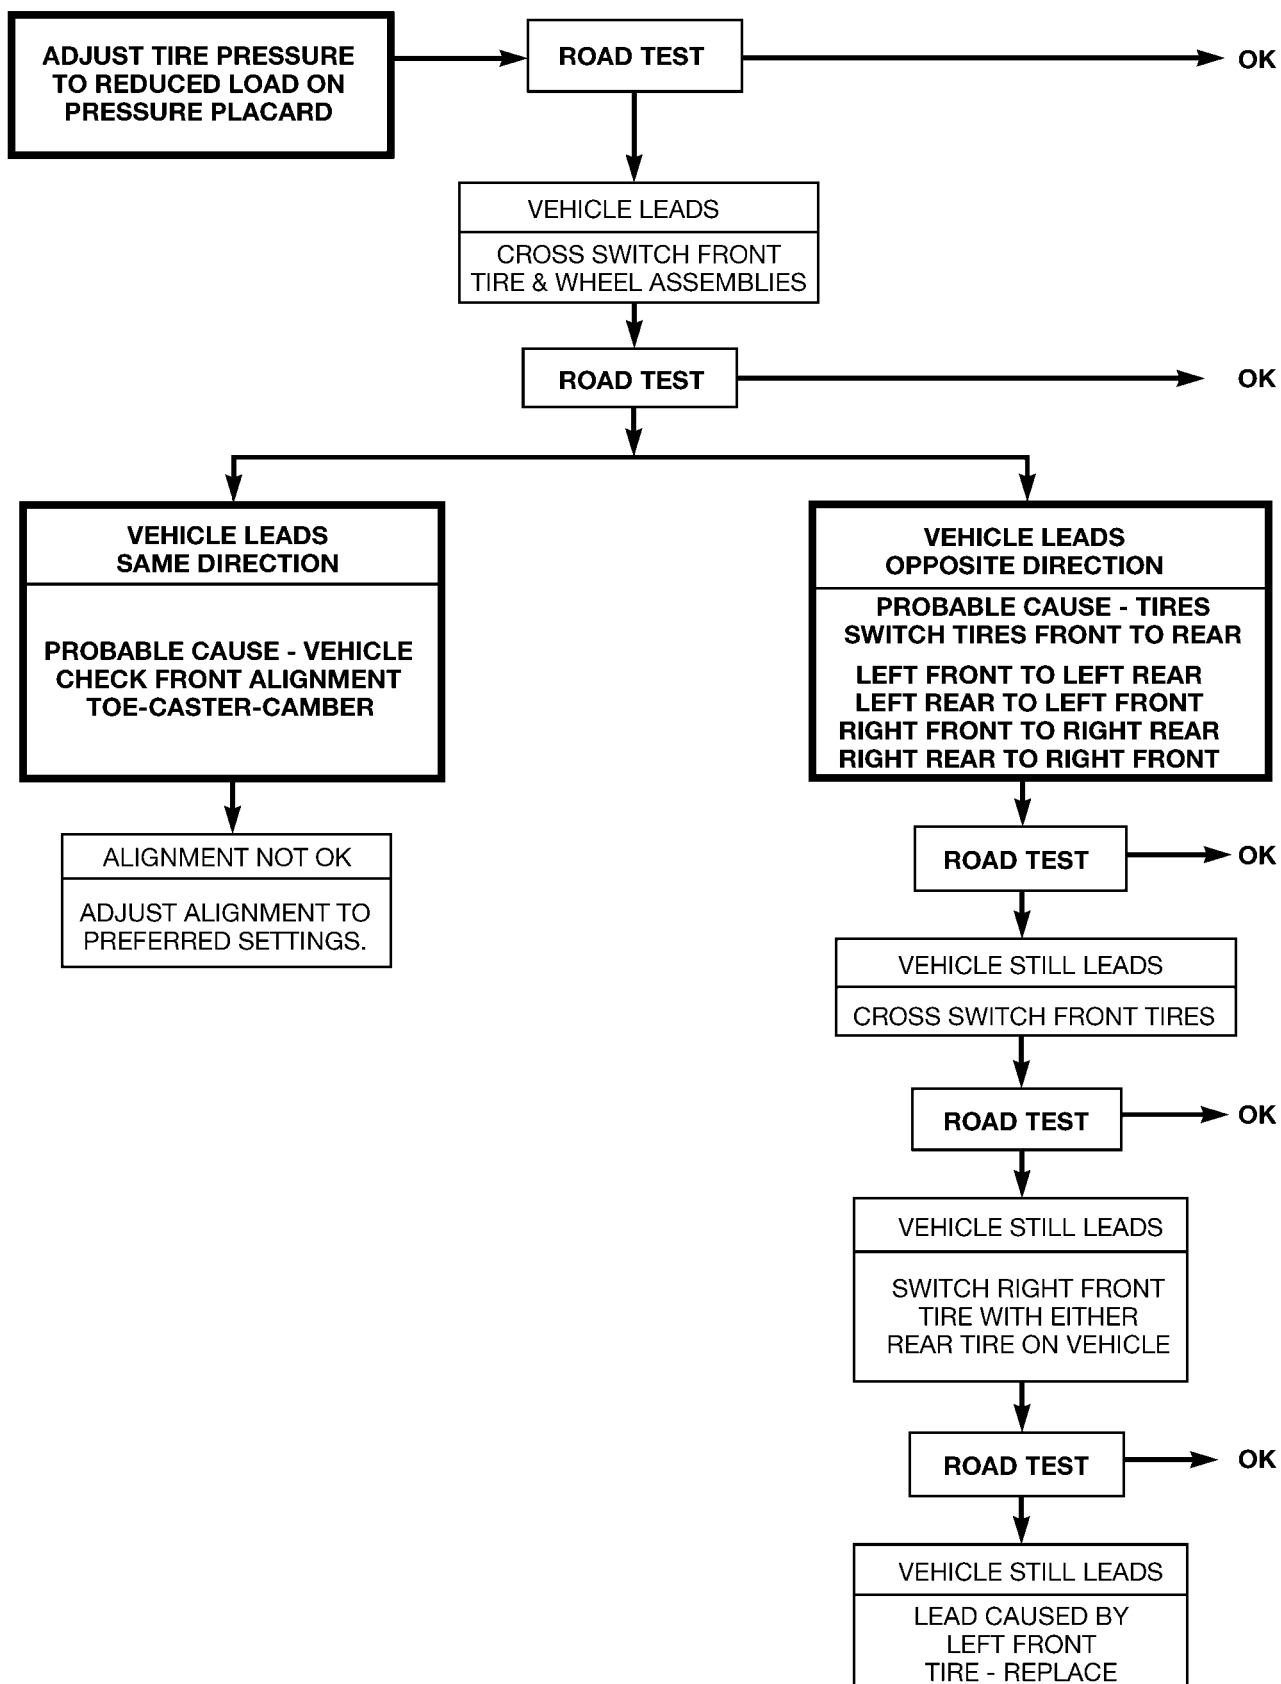 ADJUST TIRE PRESSURE
TO REDUCED LOAD ON
PRESSURE PLACARD
ROAD TEST
OK
VEHICLE LEADS
CROSS SWITCH FRONT
TIRE & WHEEL ASSEMBLIES
ROAD TEST
OK
VEHICLE LEADS
SAME DIRECTION
PROBABLE CAUSE - VEHICLE
CHECK FRONT ALIGNMENT
TOE-CASTER-CAMBER
ALIGNMENT NOT OK
ADJUST ALIGNMENT TO
PREFERRED SETTINGS.
VEHICLE LEADS
OPPOSITE DIRECTION
PROBABLE CAUSE - TIRES
SWITCH TIRES FRONT TO REAR
LEFT FRONT TO LEFT REAR
LEFT REAR TO LEFT FRONT
RIGHT FRONT TO RIGHT REAR
RIGHT REAR TO RIGHT FRONT
ROAD TEST
OK
VEHICLE STILL LEADS
CROSS SWITCH FRONT TIRES
ROAD TEST
OK
VEHICLE STILL LEADS
SWITCH RIGHT FRONT
TIRE WITH EITHER
REAR TIRE ON VEHICLE
ROAD TEST
OK
VEHICLE STILL LEADS
LEAD CAUSED BY
LEFT FRONT
TIRE - REPLACE